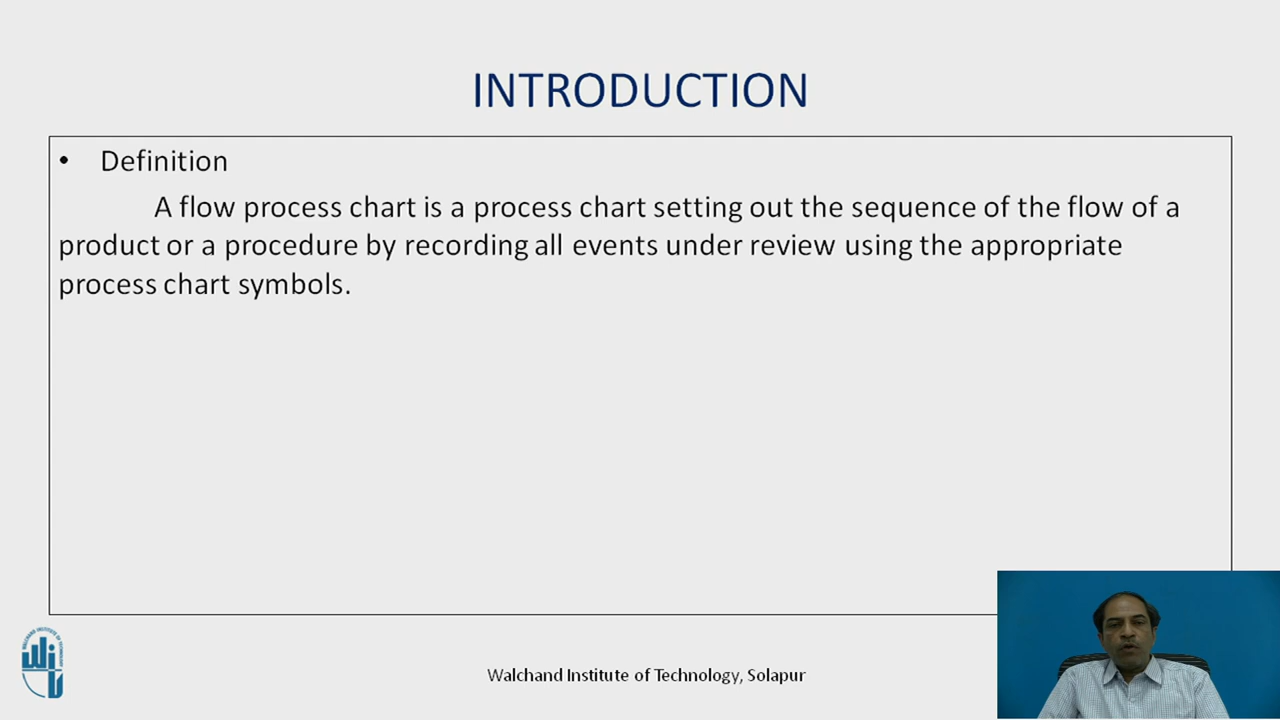 INTRODUCTION
• Definition
A flow process chart is a process chart setting out the sequence of the flow of a
product or a procedure by recording all events under review using the appropriate
process chart symbols.
Walchand Institute of Technology, Solapur